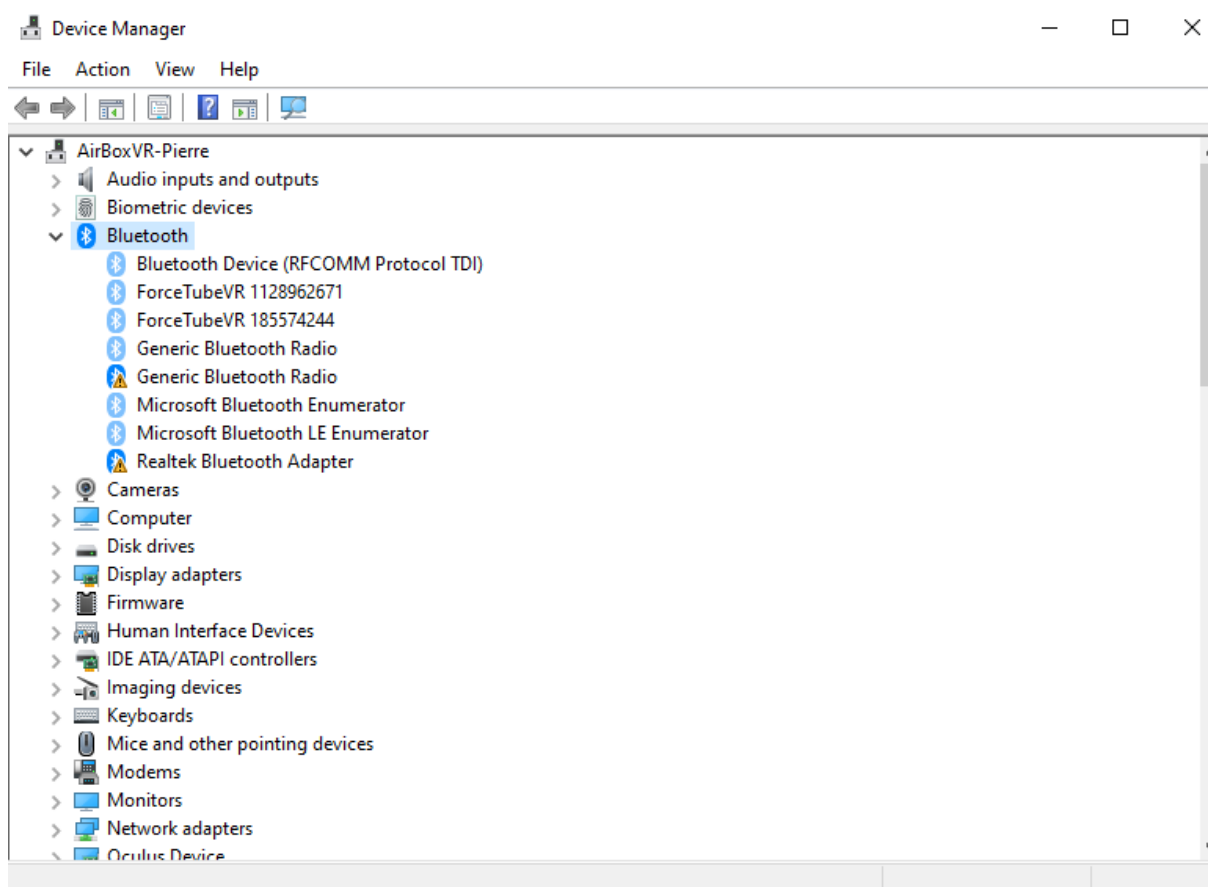 Device Manager
File Action View Help
AirBoxVR-Pierre
Audio inputs and outputs
Biometric devices
Bluetooth
Bluetooth Device (RFCOMM Protocol TDI)
ForceTubeVR 1128962671
ForceTubeVR 185574244
Generic Bluetooth Radio
Generic Bluetooth Radio
Microsoft Bluetooth Enumerator
Microsoft Bluetooth LE Enumerator
Realtek Bluetooth Adapter
Cameras
Computer
Disk drives
Display adapters
Firmware
Human Interface Devices
IDE ATA/ATAPI controllers
Imaging devices
Keyboards
Mice and other pointing devices
Modems
Monitors
Network adapters
Oculus Device